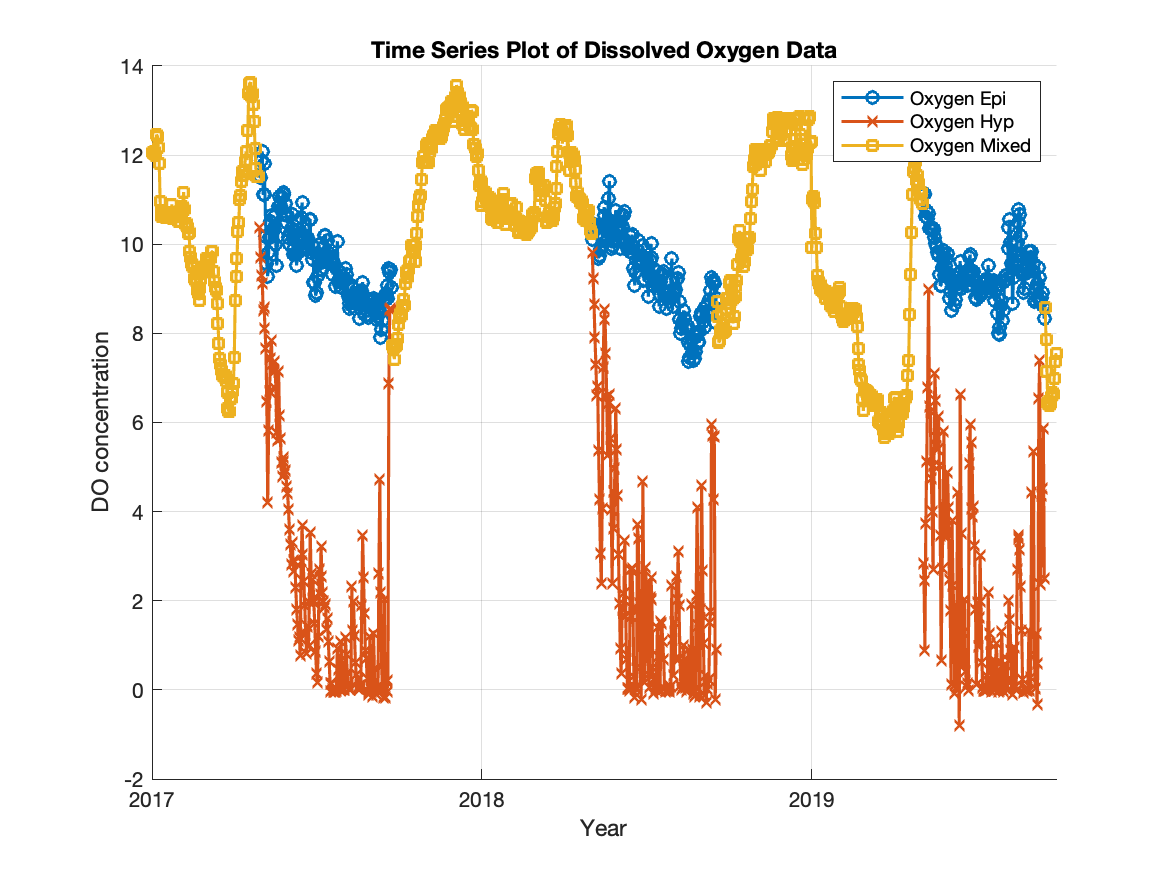 Time Series Plot of Dissolved Oxygen Data
14
12
10
8
6
4
2
0
-2
DO concentration
Oxygen Epi
Oxygen Hyp
Oxygen Mixed
2017
2018
2019
Year